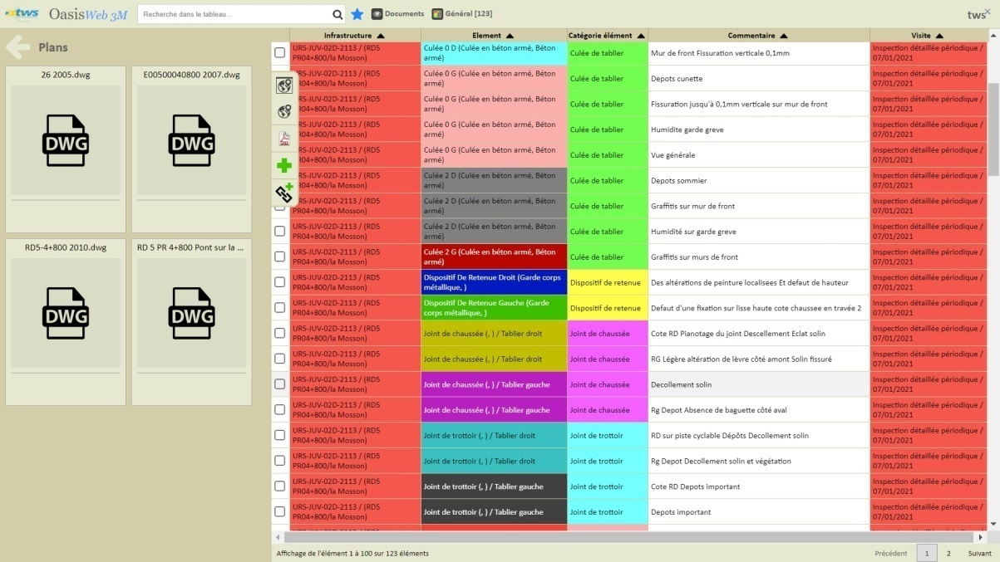 tws OasisWeb 3M Recherche dans le tableau... Documents Général [123] tws
Plans
26 2005.dwg E00500040800 2007.dwg
DWG DWG
RD5-4+800 2010.dwg RD 5 PR 4+800 Pont sur la ...
DWG DWG
Infrastructure Element Catégorie élément Commentaire Visite
URS-JUV-02D-2113 / (RD5 Culée 0 D (Culée en béton armé, Béton Culée de tablier Mur de front Fissuration verticale 0,1mm Inspection détaillée périodique /
PR04+800/la Mosson) armé) 07/01/2021
RS-JUV-02D-2113 / (RD5 Culée 0 G (Culée en béton armé, Béton Culée de tablier Depots cunette Inspection détaillée périodique /
R04+800/la Mosson) armé) 07/01/2021
RS-JUV-02D-2113 / (RD5 Culée 0 G (Culée en béton armé, Béton Culée de tablier Fissuration jusqu'à 0,1mm verticale sur mur de front Inspection détaillée périodique /
R04+800/la Mosson) armé) 07/01/2021
RS-JUV-02D-2113 / (RD5 Culée 0 G (Culée en béton armé, Béton Culée de tablier Humidite garde greve Inspection détaillée périodique /
R04+800/la Mosson) armé) 07/01/2021
RS-JUV-02D-2113 / (RD5 Culée 0 G (Culée en béton armé, Béton Culée de tablier Vue générale Inspection détaillée périodique /
R04+800/la Mosson) armé) 07/01/2021
RS-JUV-02D-2113 / (RD5 Culée 2 D (Culée en béton armé, Béton Culée de tablier Depots sommier Inspection détaillée périodique /
R04+800/la Mosson) armé) 07/01/2021
RS-JUV-02D-2113 / (RD5 Culée 2 D (Culée en béton armé, Béton Culée de tablier Graffitis sur mur de front Inspection détaillée périodique /
R04+800/la Mosson) armé) 07/01/2021
URS-JUV-02D-2113 / (RD5 Culée 2 D (Culée en béton armé, Béton Culée de tablier Humidité sur garde greve Inspection détaillée périodique /
PR04+800/la Mosson) armé) 07/01/2021
URS-JUV-02D-2113 / (RD5 Culée 2 G (Culée en béton armé, Béton Culée de tablier Graffitis sur murs de front Inspection détaillée périodique /
PR04+800/la Mosson) armé) 07/01/2021
URS-JUV-02D-2113 / (RD5 Dispositif De Retenue Droit (Garde corps Dispositif de retenue Des altérations de peinture localisees Et defaut de hauteur Inspection détaillée périodique /
PR04+800/la Mosson) métallique, ) 07/01/2021
URS-JUV-02D-2113 / (RD5 Dispositif De Retenue Gauche (Garde Dispositif de retenue Defaut d'une fixation sur lisse haute cote chaussee en travée 2 Inspection détaillée périodique /
PR04+800/la Mosson) corps métallique, ) 07/01/2021
URS-JUV-02D-2113 / (RD5 Joint de chaussée (, ) / Tablier droit Joint de chaussée Cote RD Pianotage du joint Descellement Eclat solin Inspection détaillée périodique /
PR04+800/la Mosson) 07/01/2021
URS-JUV-02D-2113 / (RD5 Joint de chaussée (, ) / Tablier droit Joint de chaussée RG Légère altération de lèvre côté amont Solin fissuré Inspection détaillée périodique /
PR04+800/la Mosson) 07/01/2021
URS-JUV-02D-2113 / (RD5 Joint de chaussée (, ) / Tablier gauche Joint de chaussée Decollement solin Inspection détaillée périodique /
PR04+800/la Mosson) 07/01/2021
URS-JUV-02D-2113 / (RD5 Joint de chaussée (, ) / Tablier gauche Joint de chaussée Rg Depot Absence de baguette côté aval Inspection détaillée périodique /
PR04+800/la Mosson) 07/01/2021
URS-JUV-02D-2113 / (RD5 Joint de trottoir (, ) / Tablier droit Joint de trottoir RD sur piste cyclable Dépôts Decollement solin Inspection détaillée périodique /
PR04+800/la Mosson) 07/01/2021
URS-JUV-02D-2113 / (RD5 Joint de trottoir (, ) / Tablier droit Joint de trottoir Rg Depot Decollement solin et végétation Inspection détaillée périodique /
PR04+800/la Mosson) 07/01/2021
URS-JUV-02D-2113 / (RD5 Joint de trottoir (, ) / Tablier gauche Joint de trottoir Cote RD Depots important Inspection détaillée périodique /
PR04+800/la Mosson) 07/01/2021
URS-JUV-02D-2113 / (RD5 Joint de trottoir (, ) / Tablier gauche Joint de trottoir Depots important Inspection détaillée périodique /
PR04+800/la Mosson) 07/01/2021
Affichage de l'élément 1 à 100 sur 123 éléments Précédent 1 2 Suivant